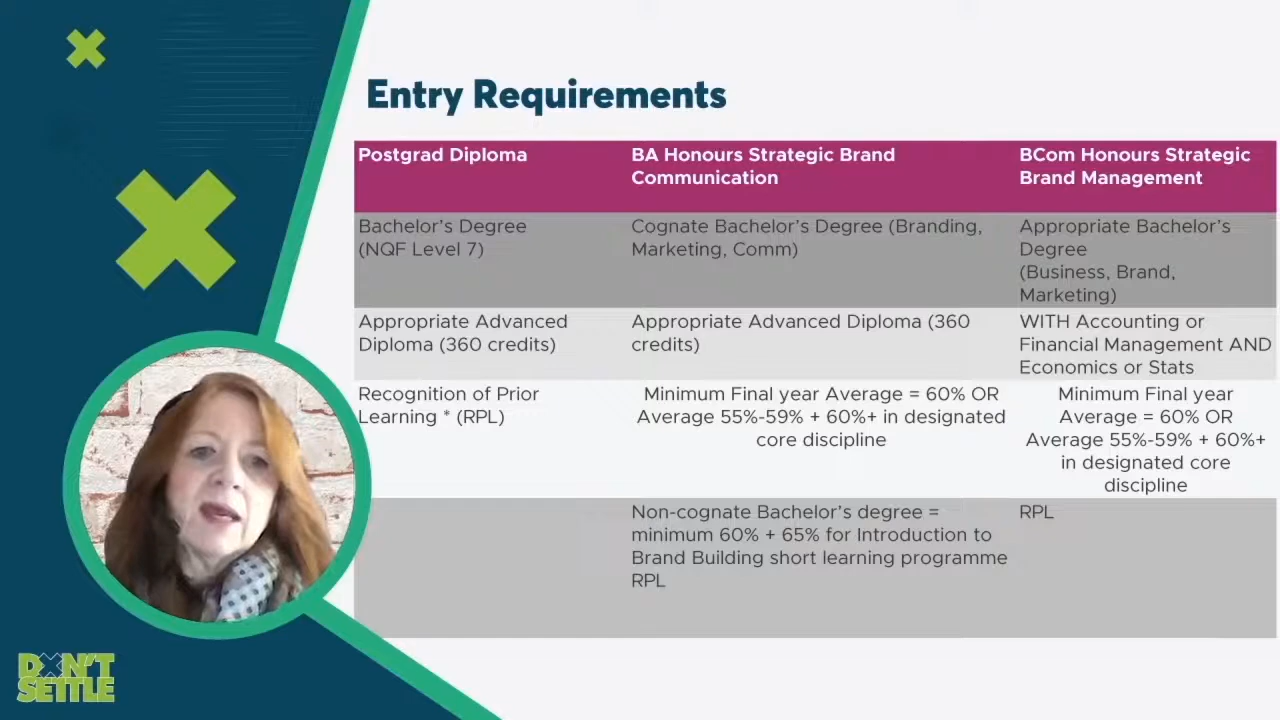 Entry Requirements
Postgrad Diploma
BA Honours Strategic Brand
Communication
BCom Honours Strategic
Brand Management
Bachelor's Degree
(NQF Level 7)
Cognate Bachelor's Degree (Branding,
Marketing, Comm)
Appropriate Bachelor's
Degree
(Business, Brand,
Marketing)
Appropriate Advanced
Diploma (360 credits)
Appropriate Advanced Diploma (360
credits)
WITH Accounting or
Financial Management AND
Economics or Stats
Recognition of Prior
Learning * (RPL)
Minimum Final year Average = 60% OR
Average 55%-59% + 60%+ in designated
core discipline
Minimum Final year
Average = 60% OR
Average 55%-59% + 60%+
in designated core
discipline
Non-cognate Bachelor's degree =
minimum 60% + 65% for Introduction to
Brand Building short learning programme
RPL
RPL
DON'T
SETTLE